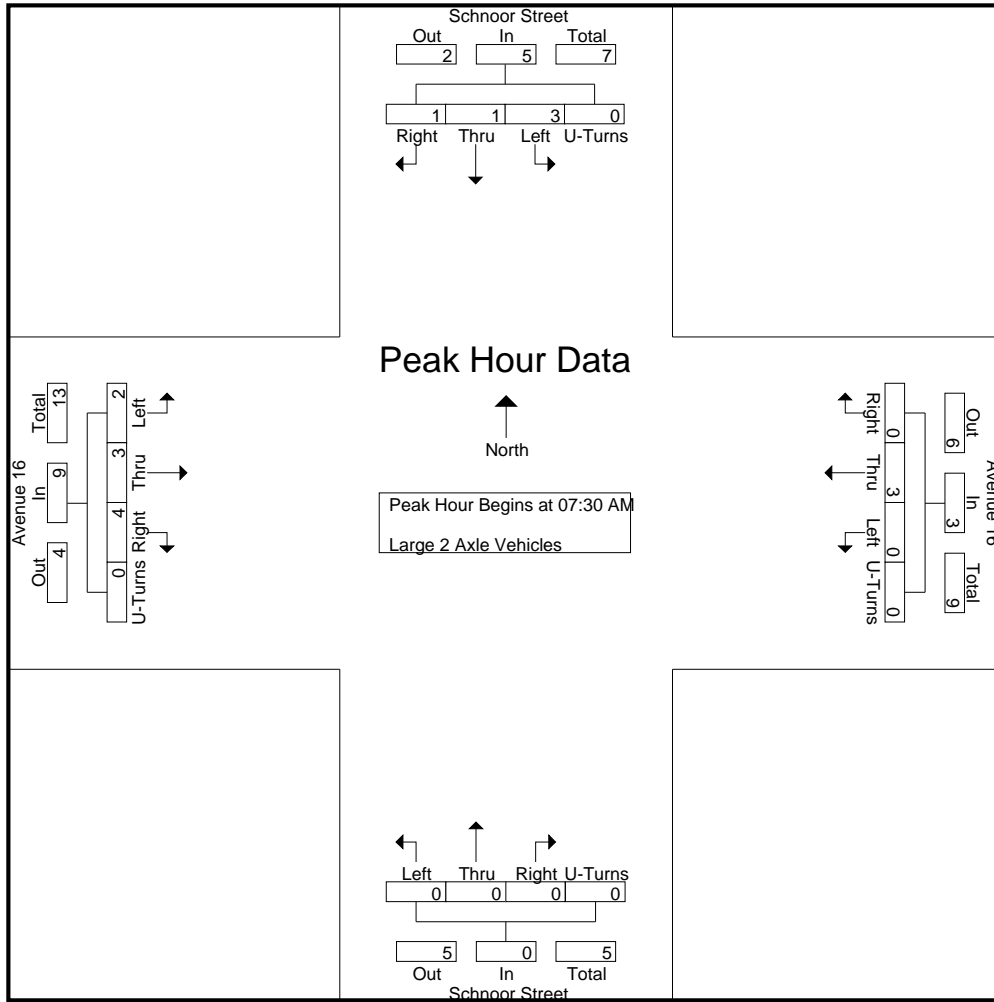 Schnoor Street
Out In Total
2 5 7
1 1 3 0
Right Thru Left U-Turns
Peak Hour Data
North
Peak Hour Begins at 07:30 AM
Large 2 Axle Vehicles
Avenue 16
Out In Total
4 9 13
0 4 3 2
U-Turns Right Thru Left
Avenue 16
Out In Total
6 3 9
0 3 0 0
Right Thru Left U-Turns
Left Thru Right U-Turns
0 0 0 0
5 0 5
Out In Total
Schnoor Street